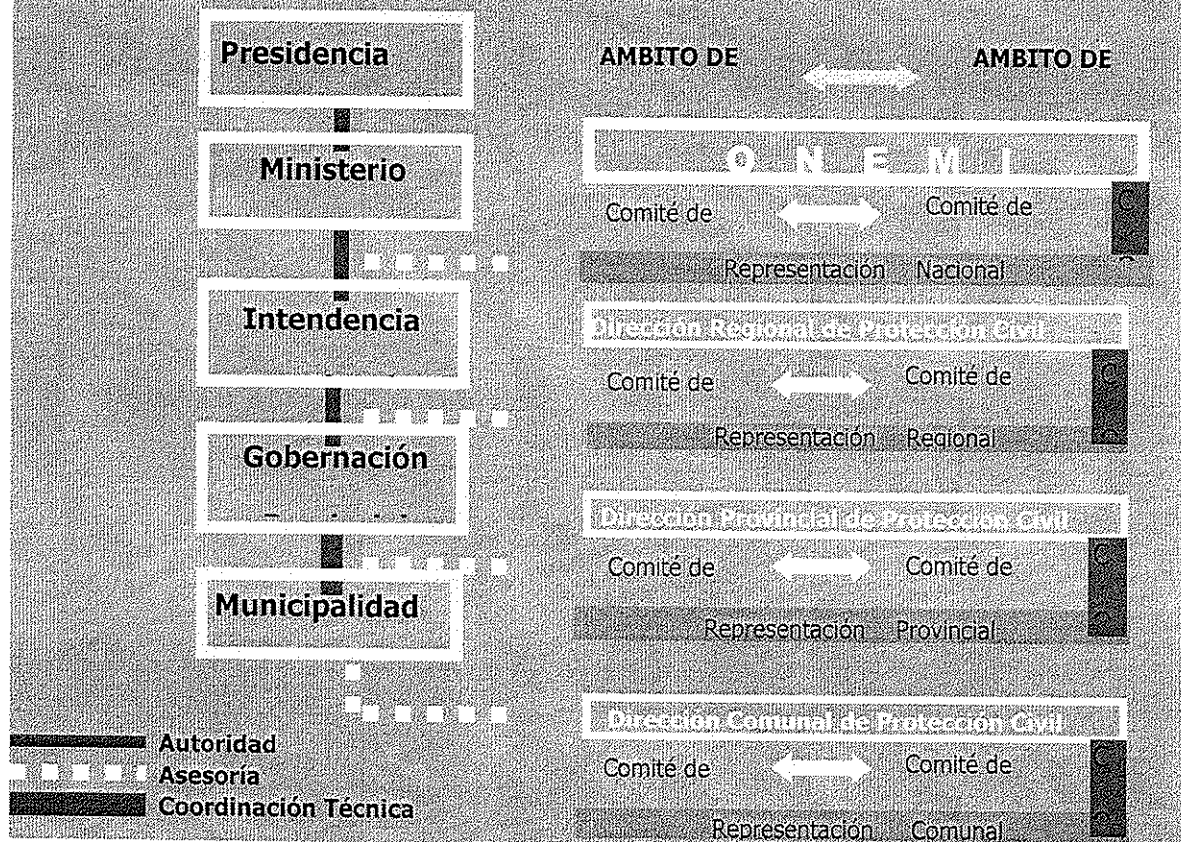 Presidencia
Ministerio
Intendencia
Gobernación
Municipalidad
Autoridad
Asesoría
Coordinación Técnica
AMBITO DE
AMBITO DE
O N E M I
Comité de
Comité de
C
Representación Nacional
Dirección Regional de Protección Civil
Comité de
Comité de
Representación Regional
Dirección Provincial de Protección Civil
Comité de
Comité de
C
Representación Provincial
Dirección Comunal de Protección Civil
Comité de
Comité de
Representación Comunal